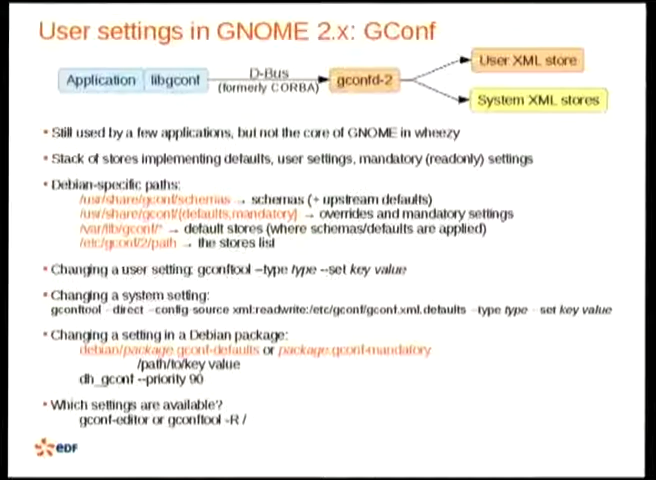 User settings in GNOME 2.x: GConf
Application libgconf D-Bus (formerly CORBA) gconfd-2 User XML store
System XML stores
• Still used by a few applications, but not the core of GNOME in wheezy
• Stack of stores implementing defaults, user settings, mandatory (readonly) settings
• Debian-specific paths:
/usr/share/gconf/schemas → schemas (+ upstream defaults)
/usr/share/gconf/{defaults,mandatory} → overrides and mandatory settings
/var/lib/gconf/* → default stores (where schemas/defaults are applied)
/etc/gconf/2/path → the stores list
• Changing a user setting: gconftool --type type --set key value
• Changing a system setting:
gconftool --direct --config-source xml:readwrite:/etc/gconf/gconf.xml.defaults --type type --set key value
• Changing a setting in a Debian package:
debian/package.gconf-defaults or package.gconf-mandatory
/path/to/key value
dh_gconf --priority 90
• Which settings are available?
gconf-editor or gconftool -R /
eDF